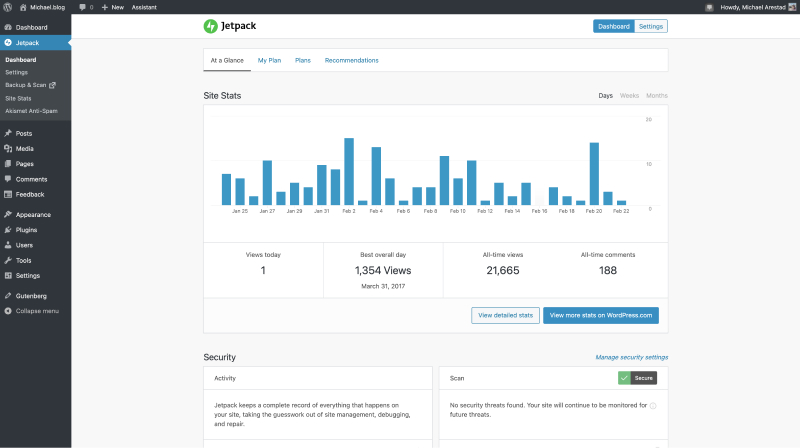 Michael.blog
0
New
Assistant
Howdy, Michael Arestad
Dashboard
Jetpack
Dashboard
Settings
Backup & Scan
Site Stats
Akismet Anti-Spam
Posts
Media
Pages
Comments
Feedback
Appearance
Plugins
Users
Tools
Settings
Gutenberg
Collapse menu
Jetpack
Dashboard
Settings
At a Glance
My Plan
Plans
Recommendations
Site Stats
Days
Weeks
Months
20
10
0
Jan 25
Jan 27
Jan 29
Jan 31
Feb 2
Feb 4
Feb 6
Feb 8
Feb 10
Feb 12
Feb 14
Feb 16
Feb 18
Feb 20
Feb 22
Views today
1
Best overall day
1,354 Views
March 31, 2017
All-time views
21,665
All-time comments
188
View detailed stats
View more stats on WordPress.com
Security
Manage security settings
Activity
Jetpack keeps a complete record of everything that happens on
your site, taking the guesswork out of site management, debugging,
and repair.
Scan
Secure
No security threats found. Your site will continue to be monitored for
future threats.